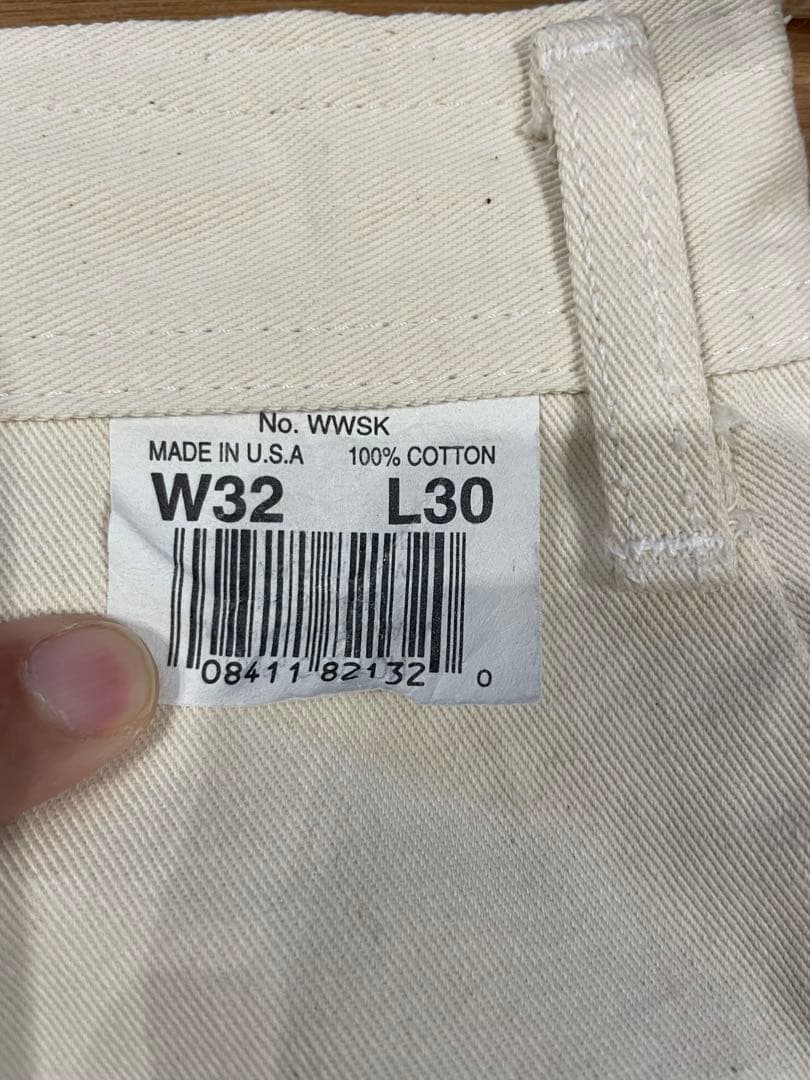 No. WWSK
MADE IN U.S.A 100% COTTON
W32 L30
08411 82132 0